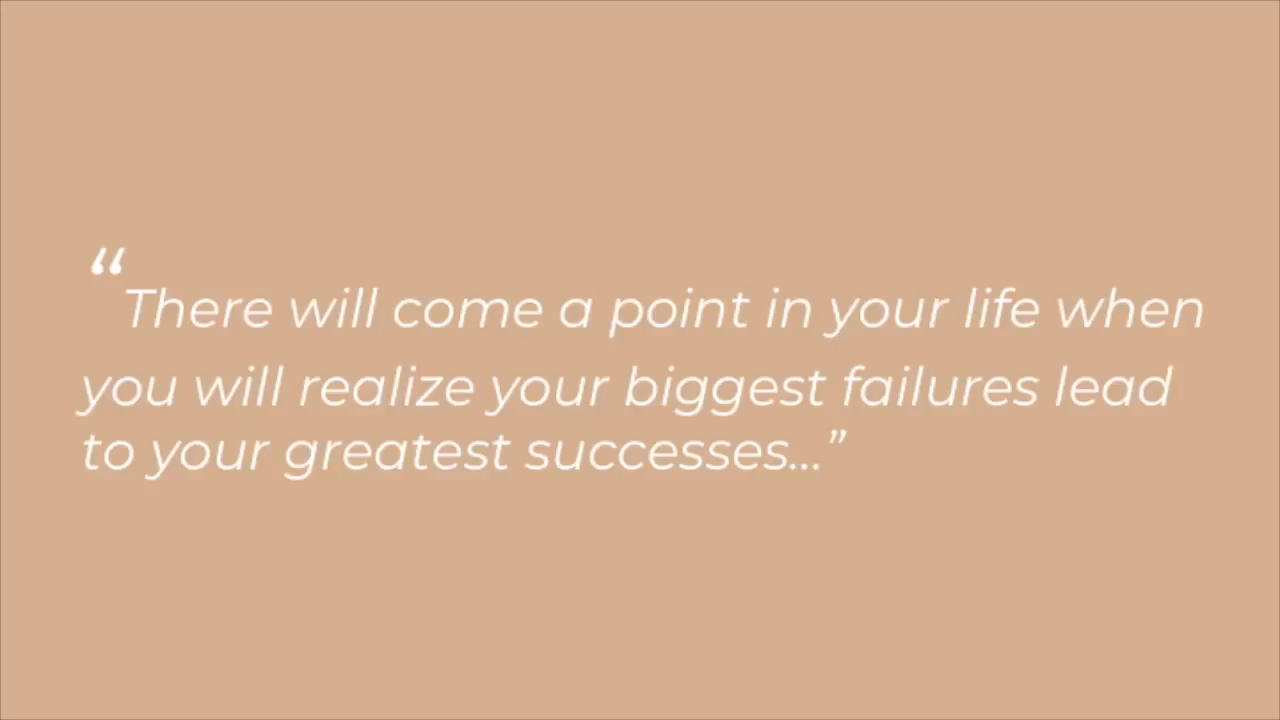 “There will come a point in your life when
you will realize your biggest failures lead
to your greatest successes...”